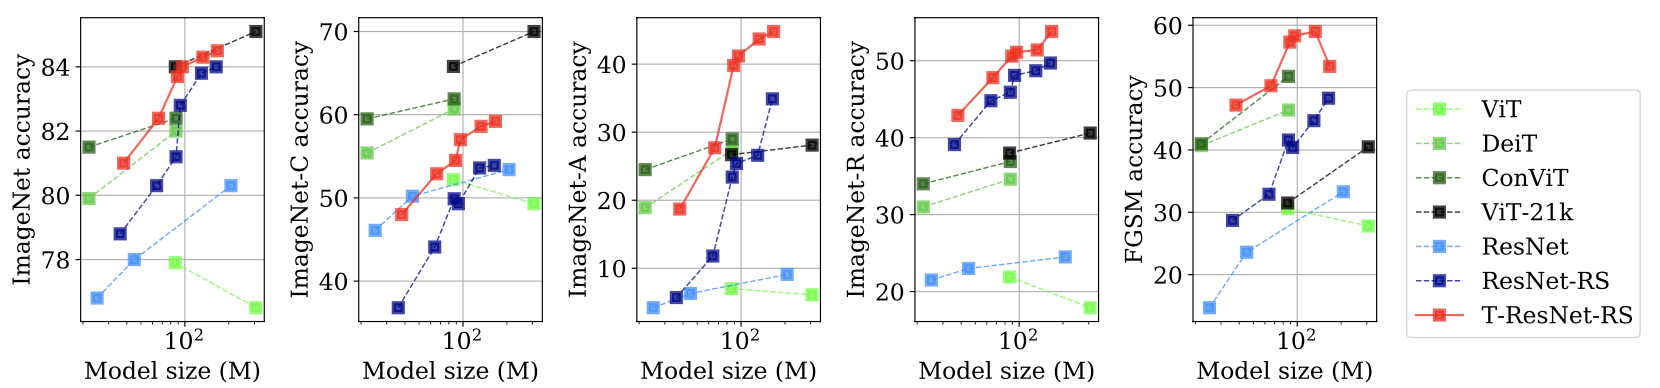 ImageNet accuracy
84
82
80
78
10²
Model size (M)
ImageNet-C accuracy
70
60
50
40
10²
Model size (M)
ImageNet-A accuracy
40
30
20
10
10²
Model size (M)
ImageNet-R accuracy
50
40
30
20
10²
Model size (M)
FGSM accuracy
60
50
40
30
20
10²
Model size (M)
ViT
DeiT
ConViT
ViT-21k
ResNet
ResNet-RS
T-ResNet-RS